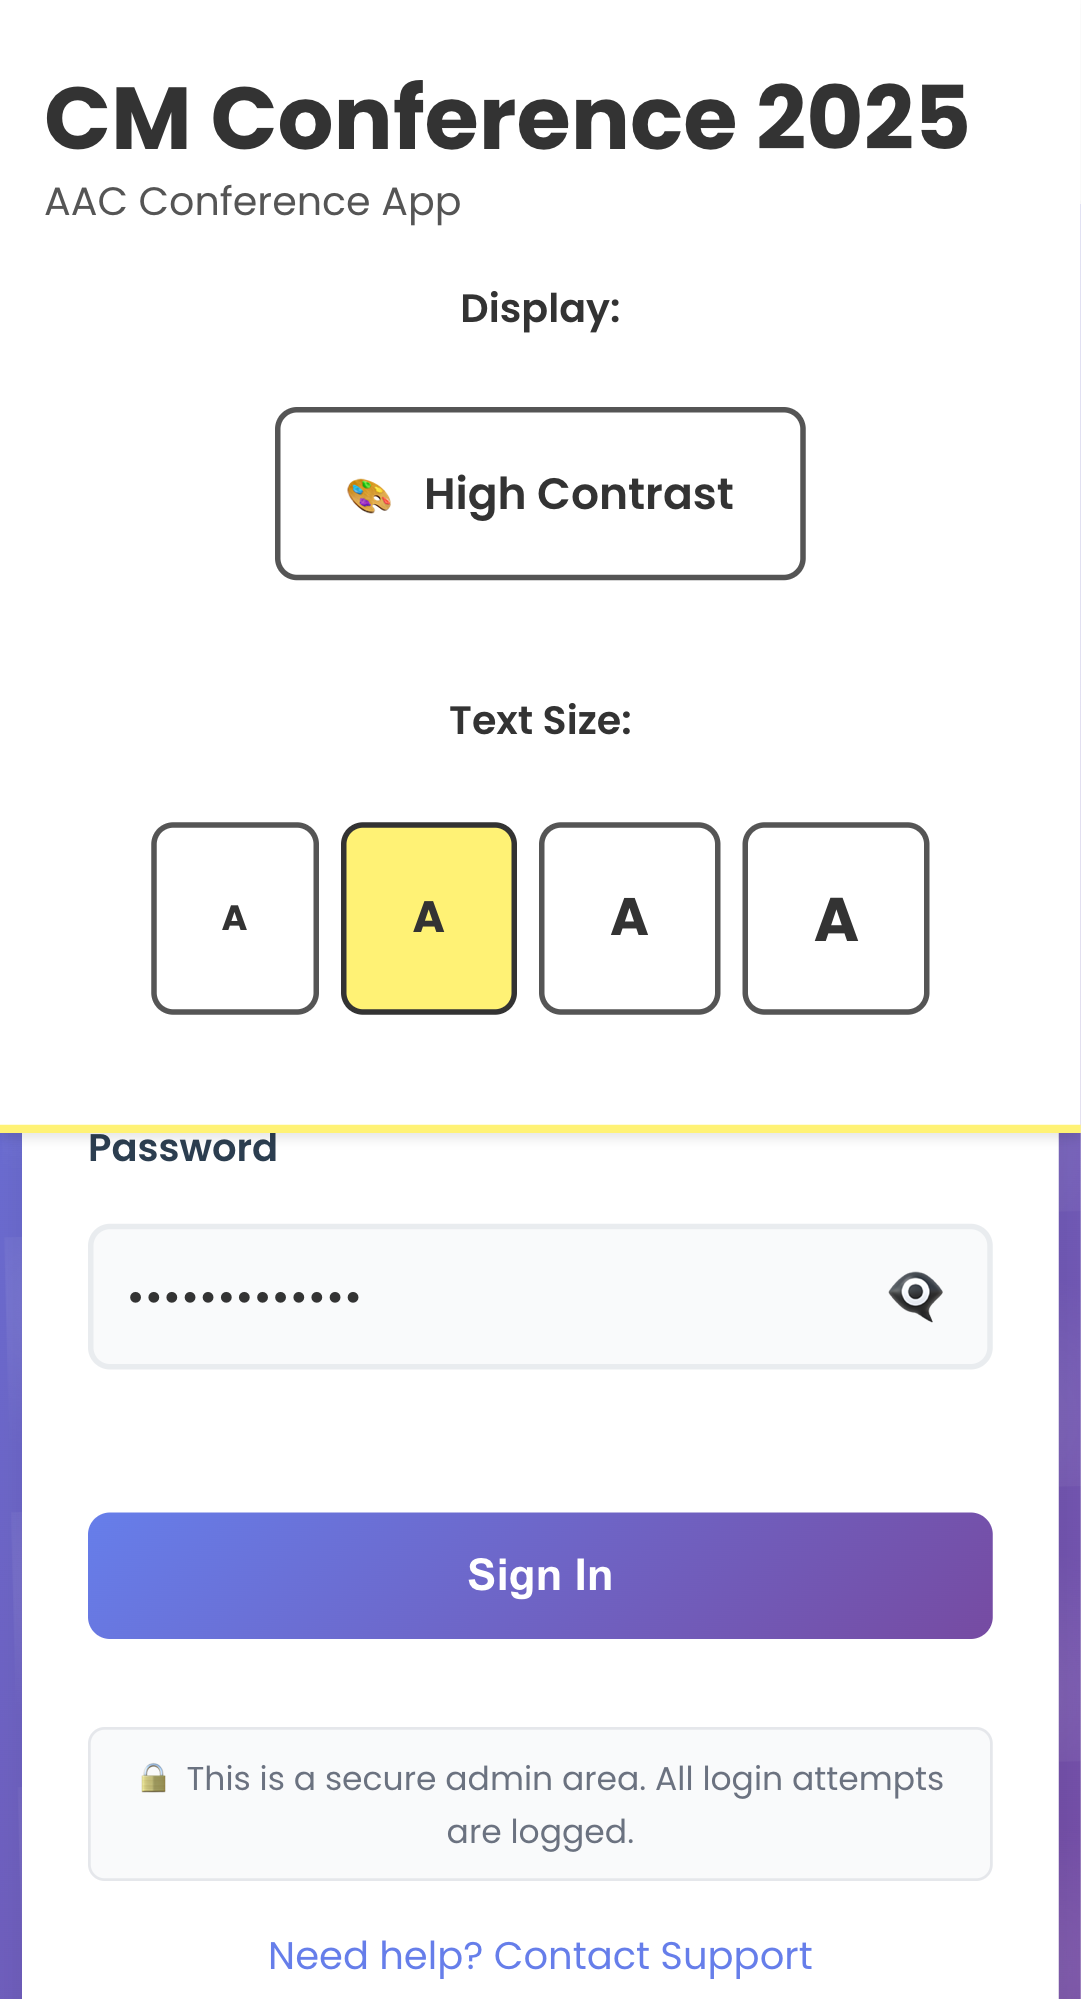 CM Conference 2025
AAC Conference App
Display:
🎨 High Contrast
Text Size:
A A A A
Password
•••••••••••••
Sign In
🔒 This is a secure admin area. All login attempts
are logged.
Need help? Contact Support